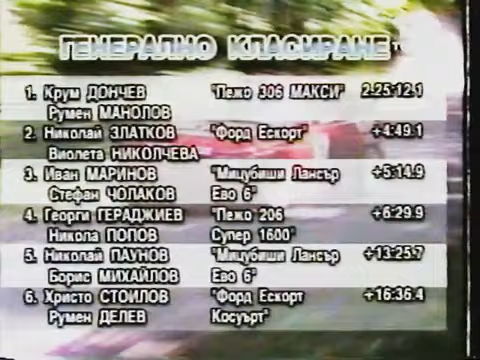 ГЕНЕРАЛНО КЛАСИРАНЕ
1. Крум ДОНЧЕВ "Пежо 306 МАКСИ" 2:25:12.1
Румен МАНОЛОВ
2. Николай ЗЛАТКОВ "Форд Ескорт" +4:49.1
Виолета НИКОЛЧЕВА
3. Иван МАРИНОВ "Мицубиши Лансър +5:14.9
Стефан ЧОЛАКОВ Ево 6"
4. Георги ГЕРАДЖИЕВ "Пежо 206 +6:29.9
Никола ПОПОВ Супер 1600"
5. Николай ПАУНОВ "Мицубиши Лансър +13:25.7
Борис МИХАЙЛОВ Ево 6"
6. Христо СТОИЛОВ "Форд Ескорт +16:36.4
Румен ДЕЛЕВ Косуърт"